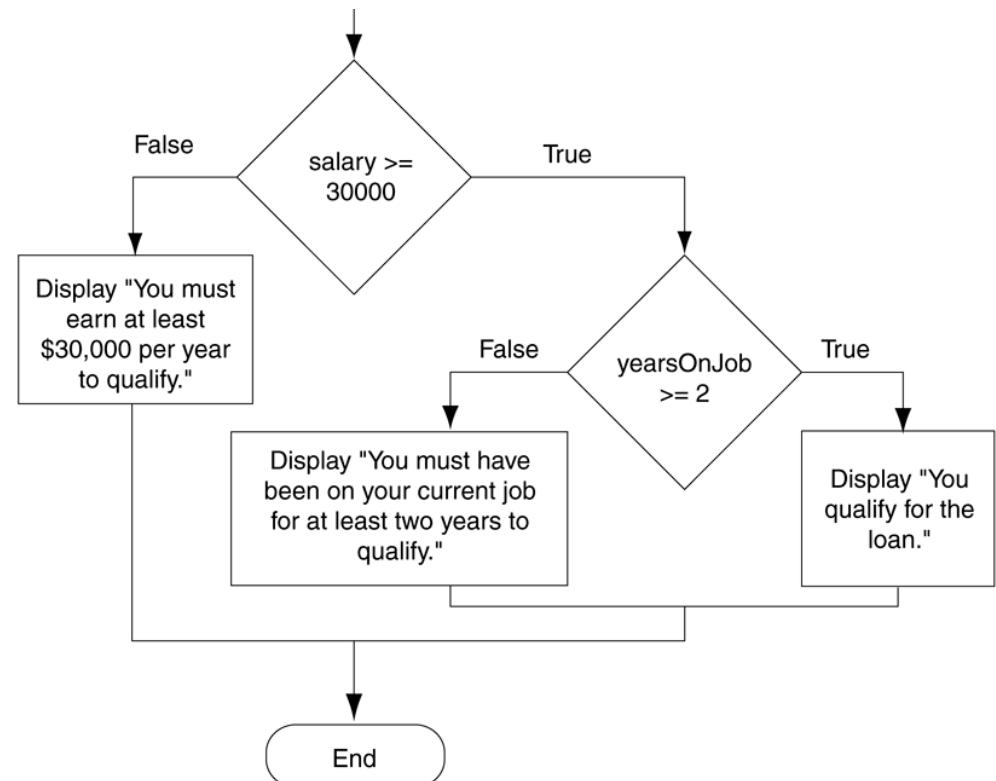 False
salary >=
30000
True
Display "You must
earn at least
$30,000 per year
to qualify."
False
yearsOnJob
>= 2
True
Display "You must have
been on your current job
for at least two years to
qualify."
Display "You
qualify for the
loan."
End